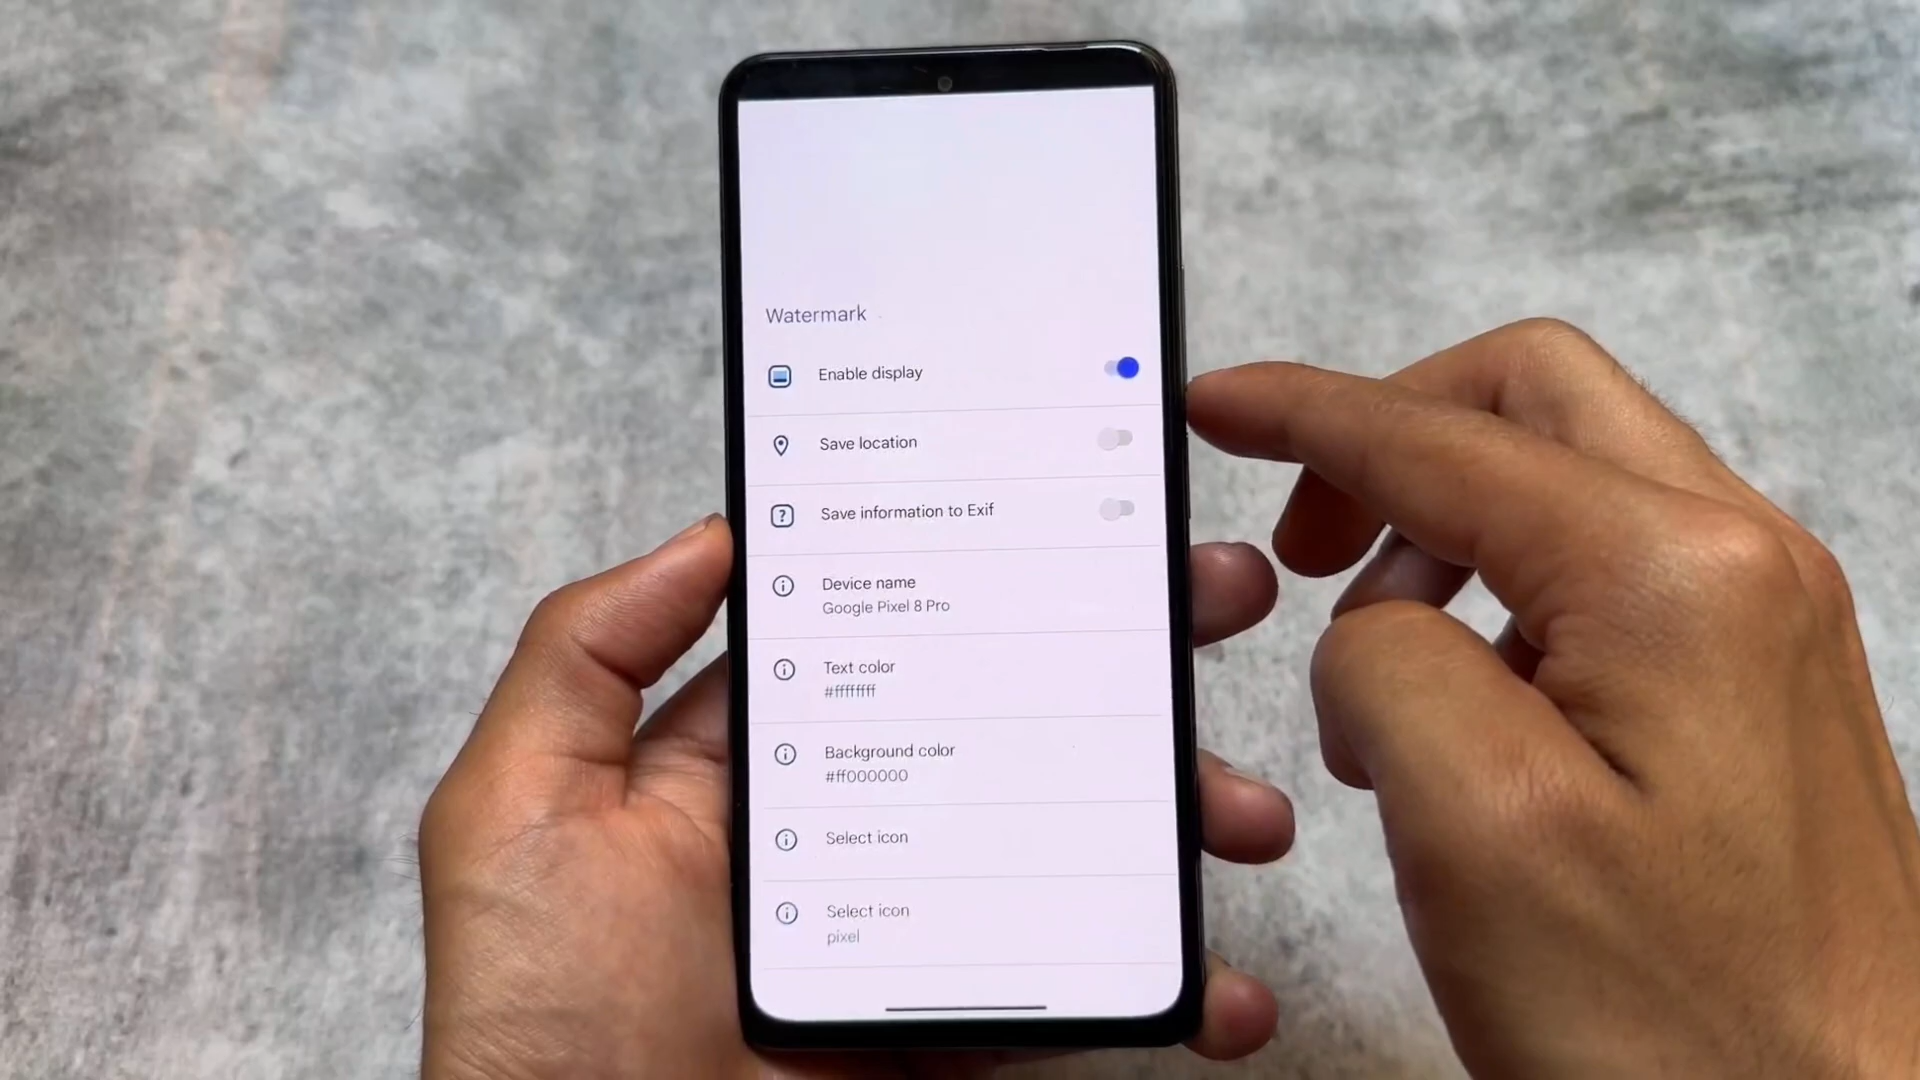 Watermark
Enable display
Save location
Save information to Exif
Device name
Google Pixel 8 Pro
Text color
#ffffffff
Background color
#ff000000
Select icon
Select icon
pixel